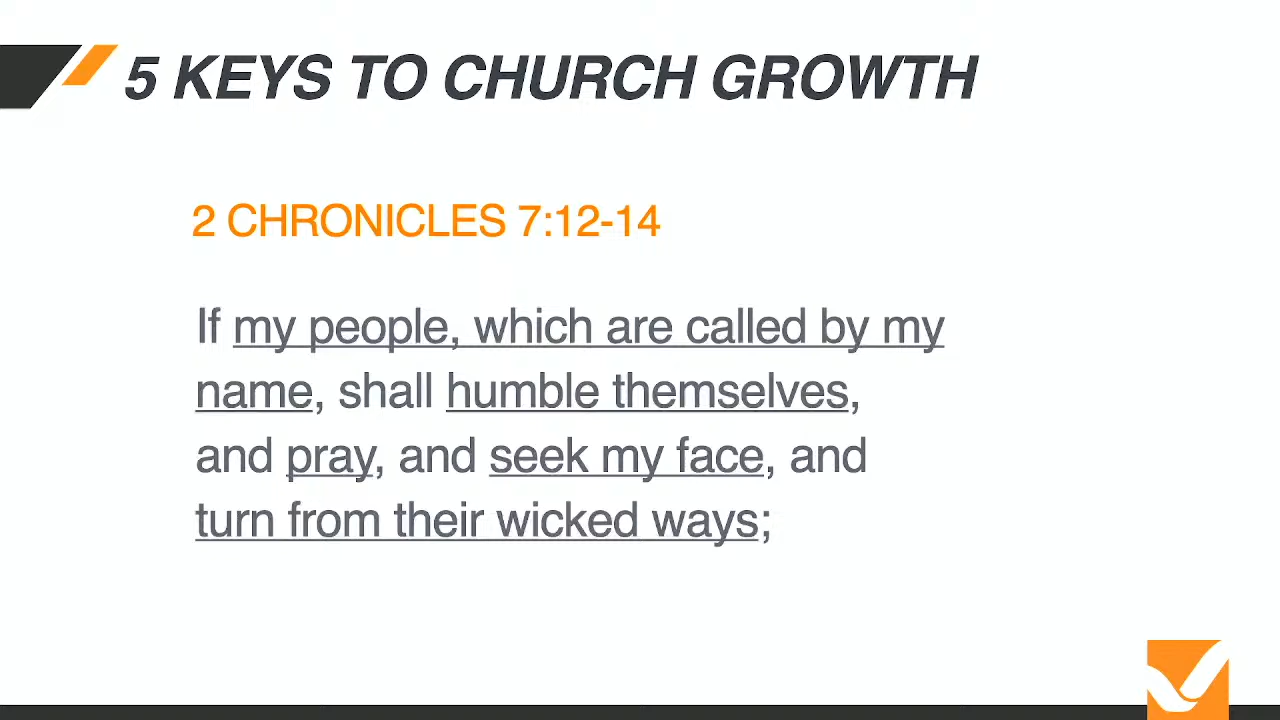 5 KEYS TO CHURCH GROWTH
2 CHRONICLES 7:12-14
If my people, which are called by my
name, shall humble themselves,
and pray, and seek my face, and
turn from their wicked ways;